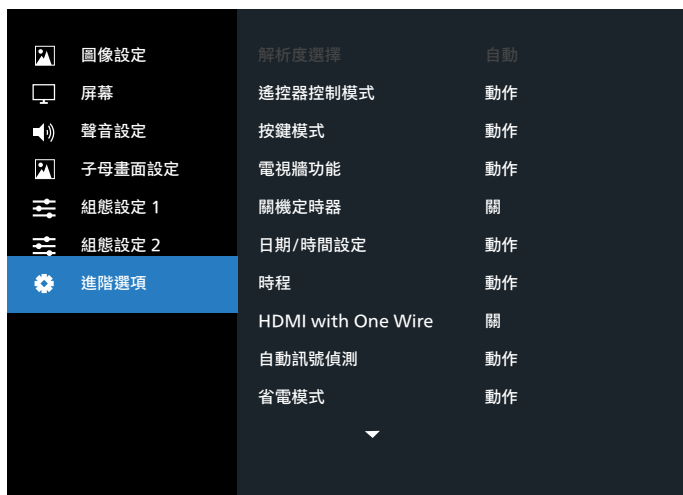 圖像設定
屏幕
聲音設定
子母畫面設定
組態設定 1
組態設定 2
進階選項
解析度選擇 自動
遙控器控制模式 動作
按鍵模式 動作
電視牆功能 動作
關機定時器 關
日期/時間設定 動作
時程 動作
HDMI with One Wire 關
自動訊號偵測 動作
省電模式 動作